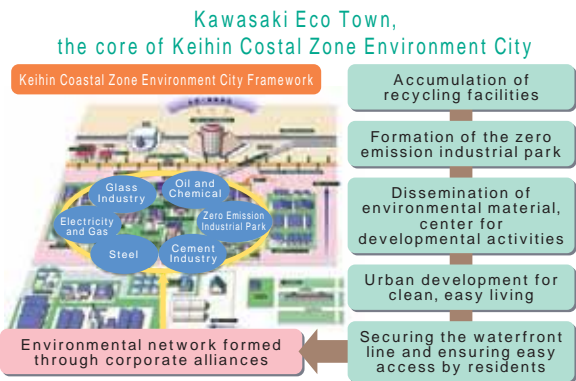 Kawasaki Eco Town,
the core of Keihin Costal Zone Environment City
Keihin Coastal Zone Environment City Framework
Glass
Industry
Oil and
Chemical
Electricity
and Gas
Zero Emission
Industrial Park
Steel
Cement
Industry
Environmental network formed
through corporate alliances
Accumulation of
recycling facilities
Formation of the zero
emission industrial park
Dissemination of
environmental material,
center for
developmental activities
Urban development for
clean, easy living
Securing the waterfront
line and ensuring easy
access by residents